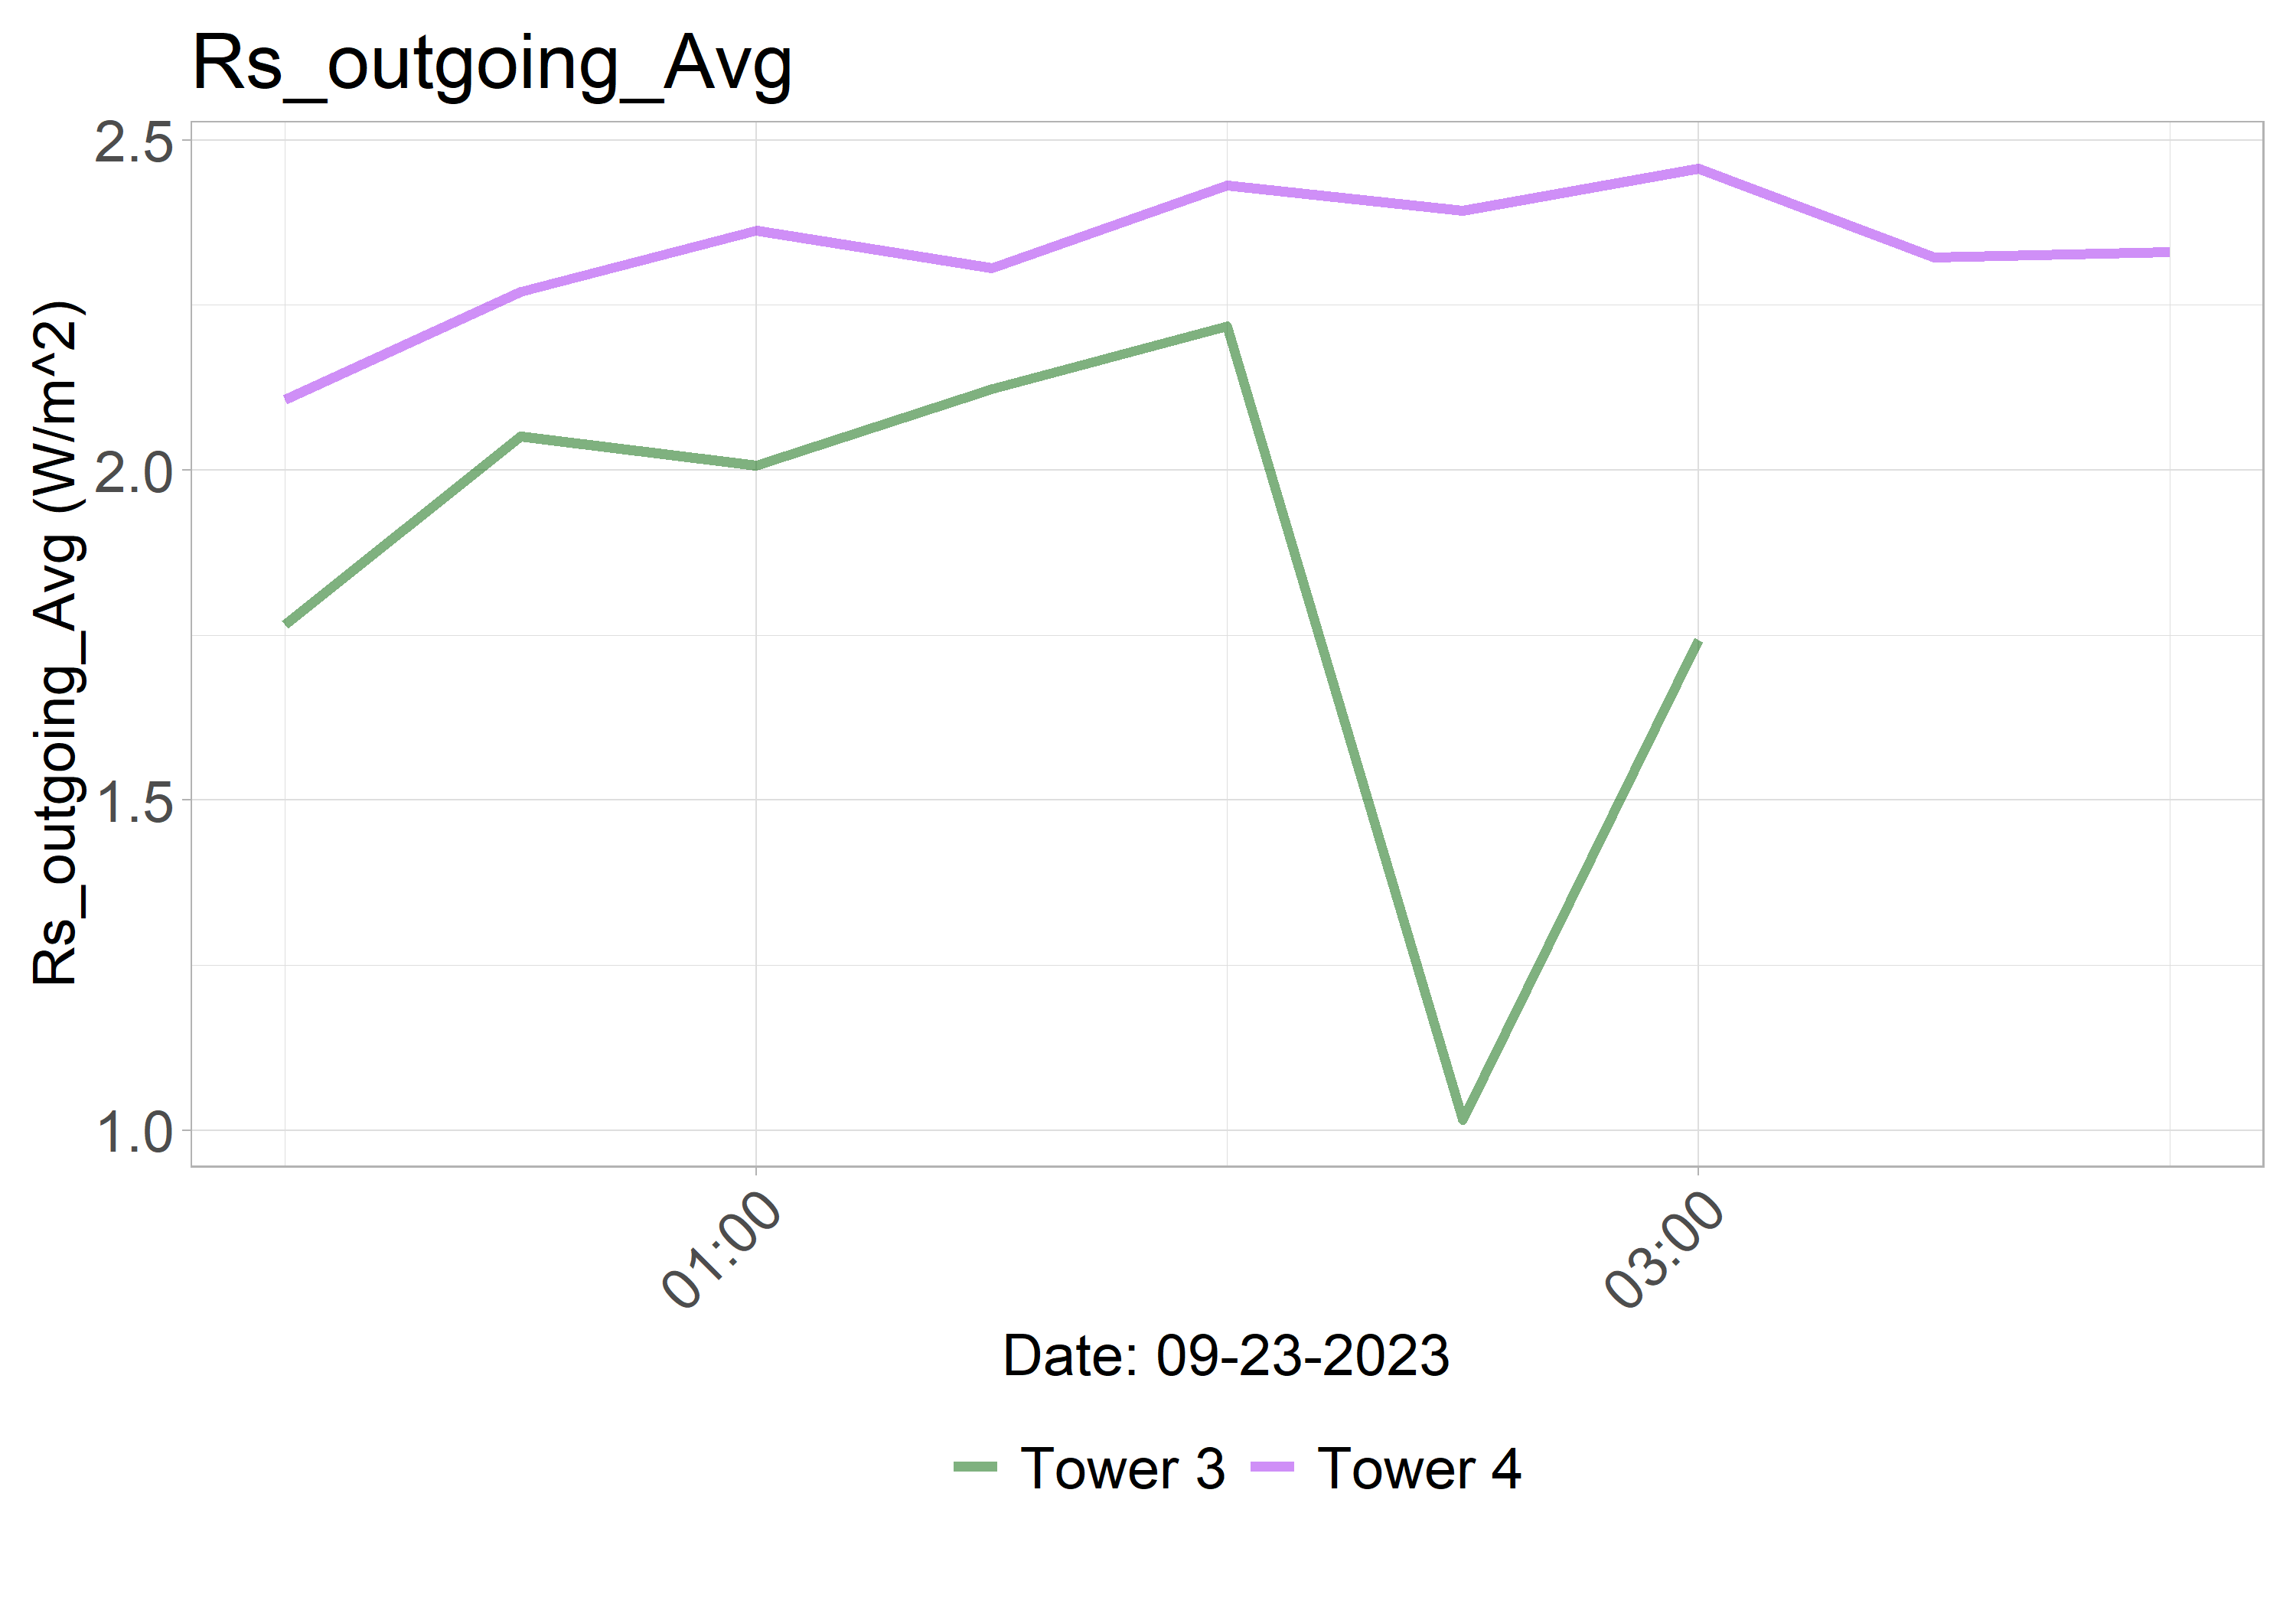 Rs_outgoing_Avg
Rs_outgoing_Avg (W/m^2)
2.5
2.0
1.5
1.0
01:00
03:00
Date: 09-23-2023
Tower 3
Tower 4